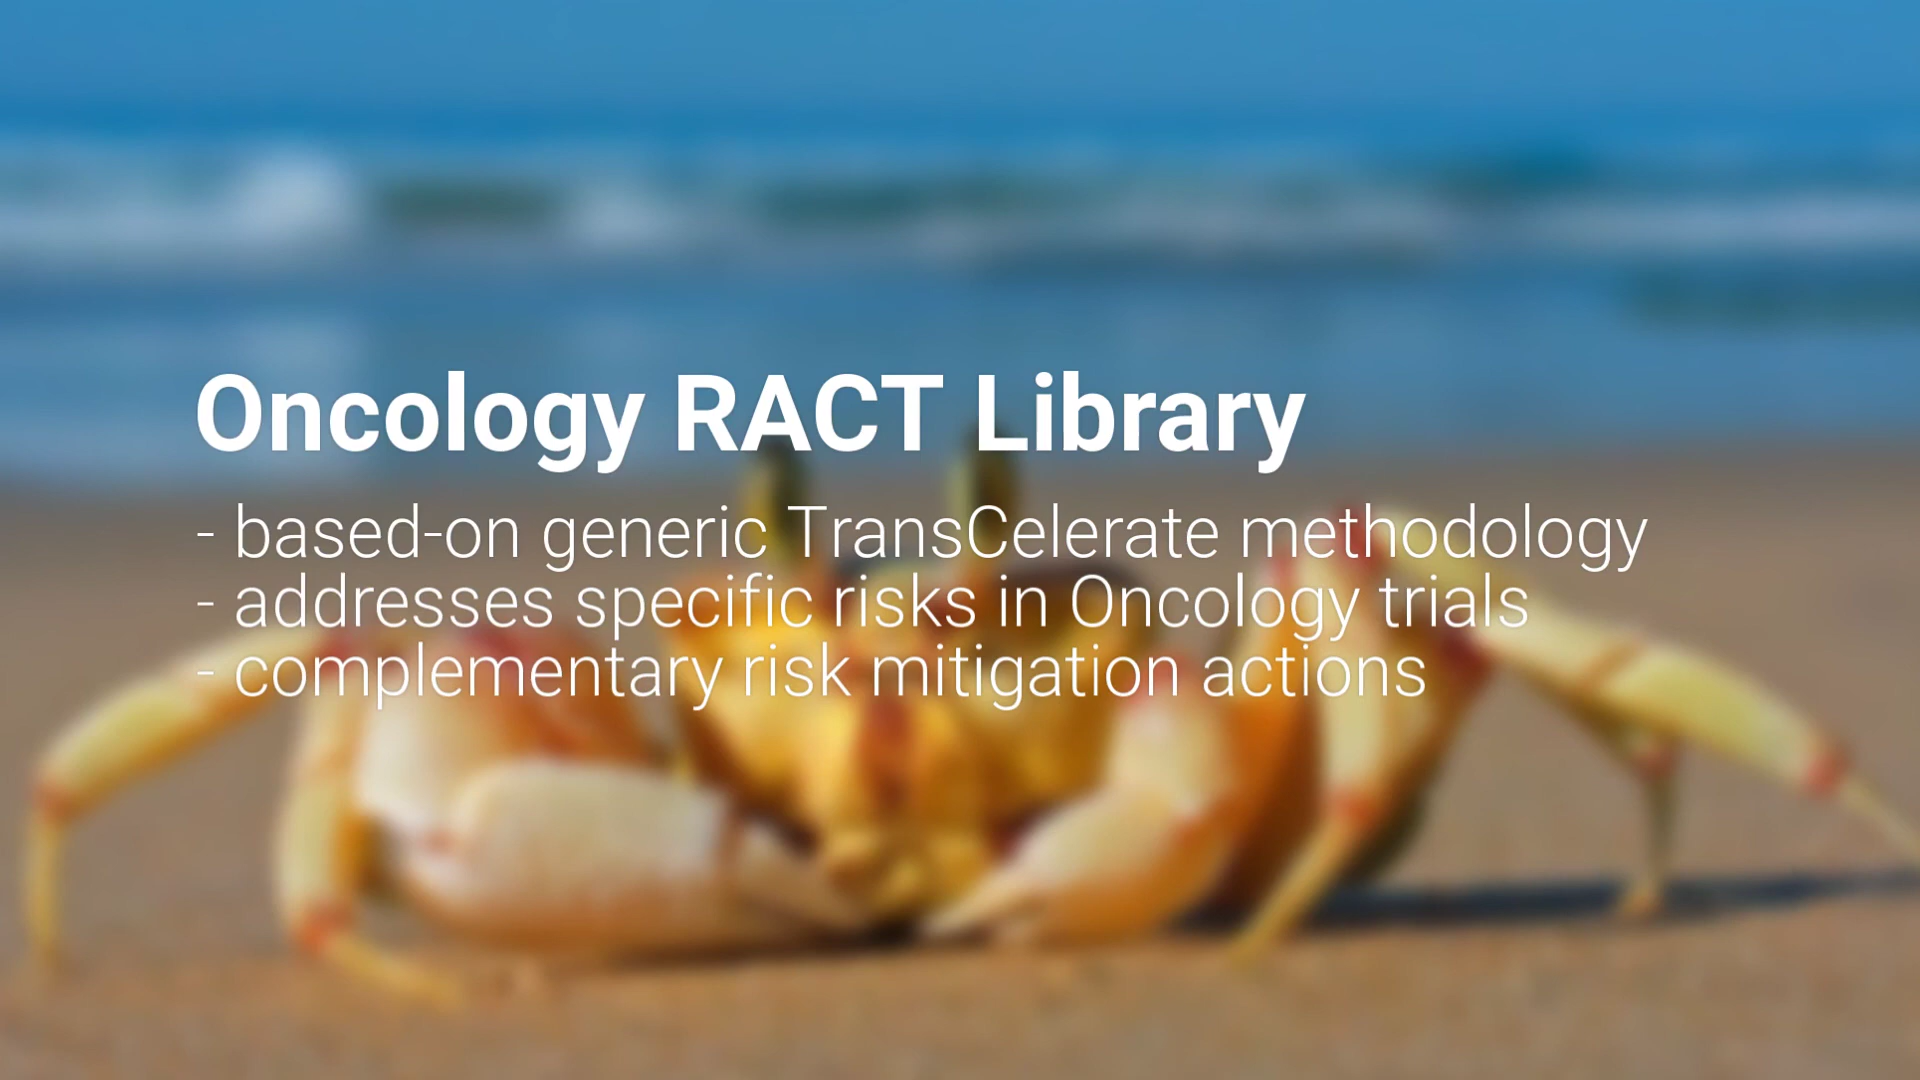 Oncology RACT Library
- based-on generic TransCelerate methodology
- addresses specific risks in Oncology trials
- complementary risk mitigation actions